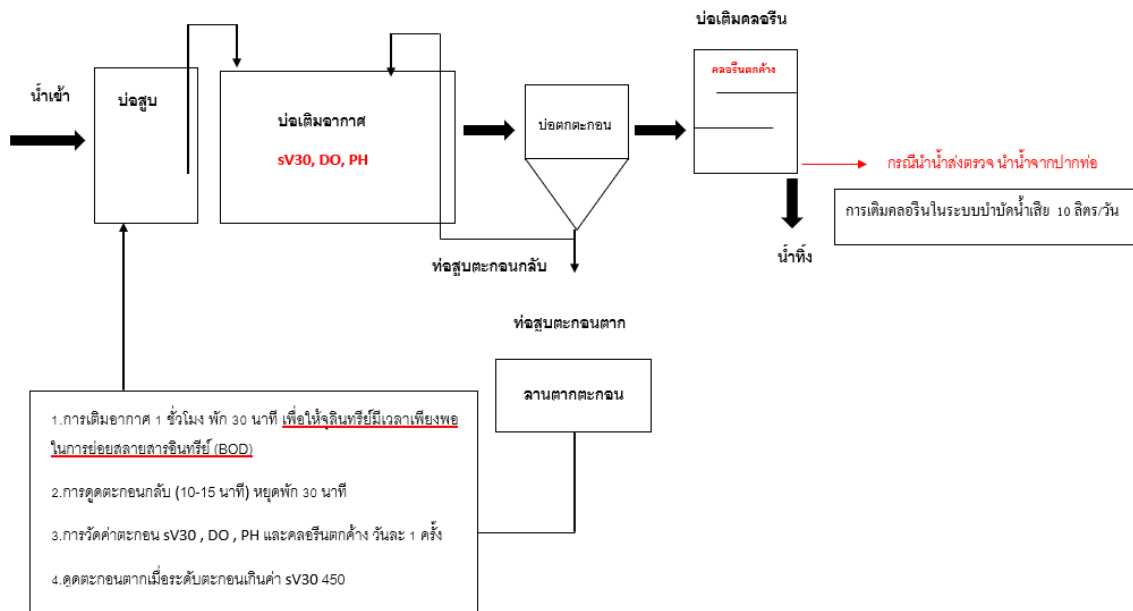 บ่อเติมคลอรีน
น้ำเข้า
บ่อสูบ
บ่อเติมอากาศ
sV30, DO, PH
บ่อตกตะกอน
คลอรีนตกค้าง
กรณีนำน้ำส่งตรวจ นำน้ำจากปากท่อ
การเติมคลอรีนในระบบบำบัดน้ำเสีย 10 ลิตร/วัน
น้ำทิ้ง
ท่อสูบตะกอนกลับ
ท่อสูบตะกอนตาก
ลานตากตะกอน
1.การเติมอากาศ 1 ชั่วโมง พัก 30 นาที เพื่อให้จุลินทรีย์มีเวลาเพียงพอ
ในการย่อยสลายสารอินทรีย์ (BOD)
2.การดูดตะกอนกลับ (10-15 นาที) หยุดพัก 30 นาที
3.การวัดค่าตะกอน sV30 , DO , PH และคลอรีนตกค้าง วันละ 1 ครั้ง
4.ดูดตะกอนตากเมื่อระดับตะกอนเกินค่า sV30 450